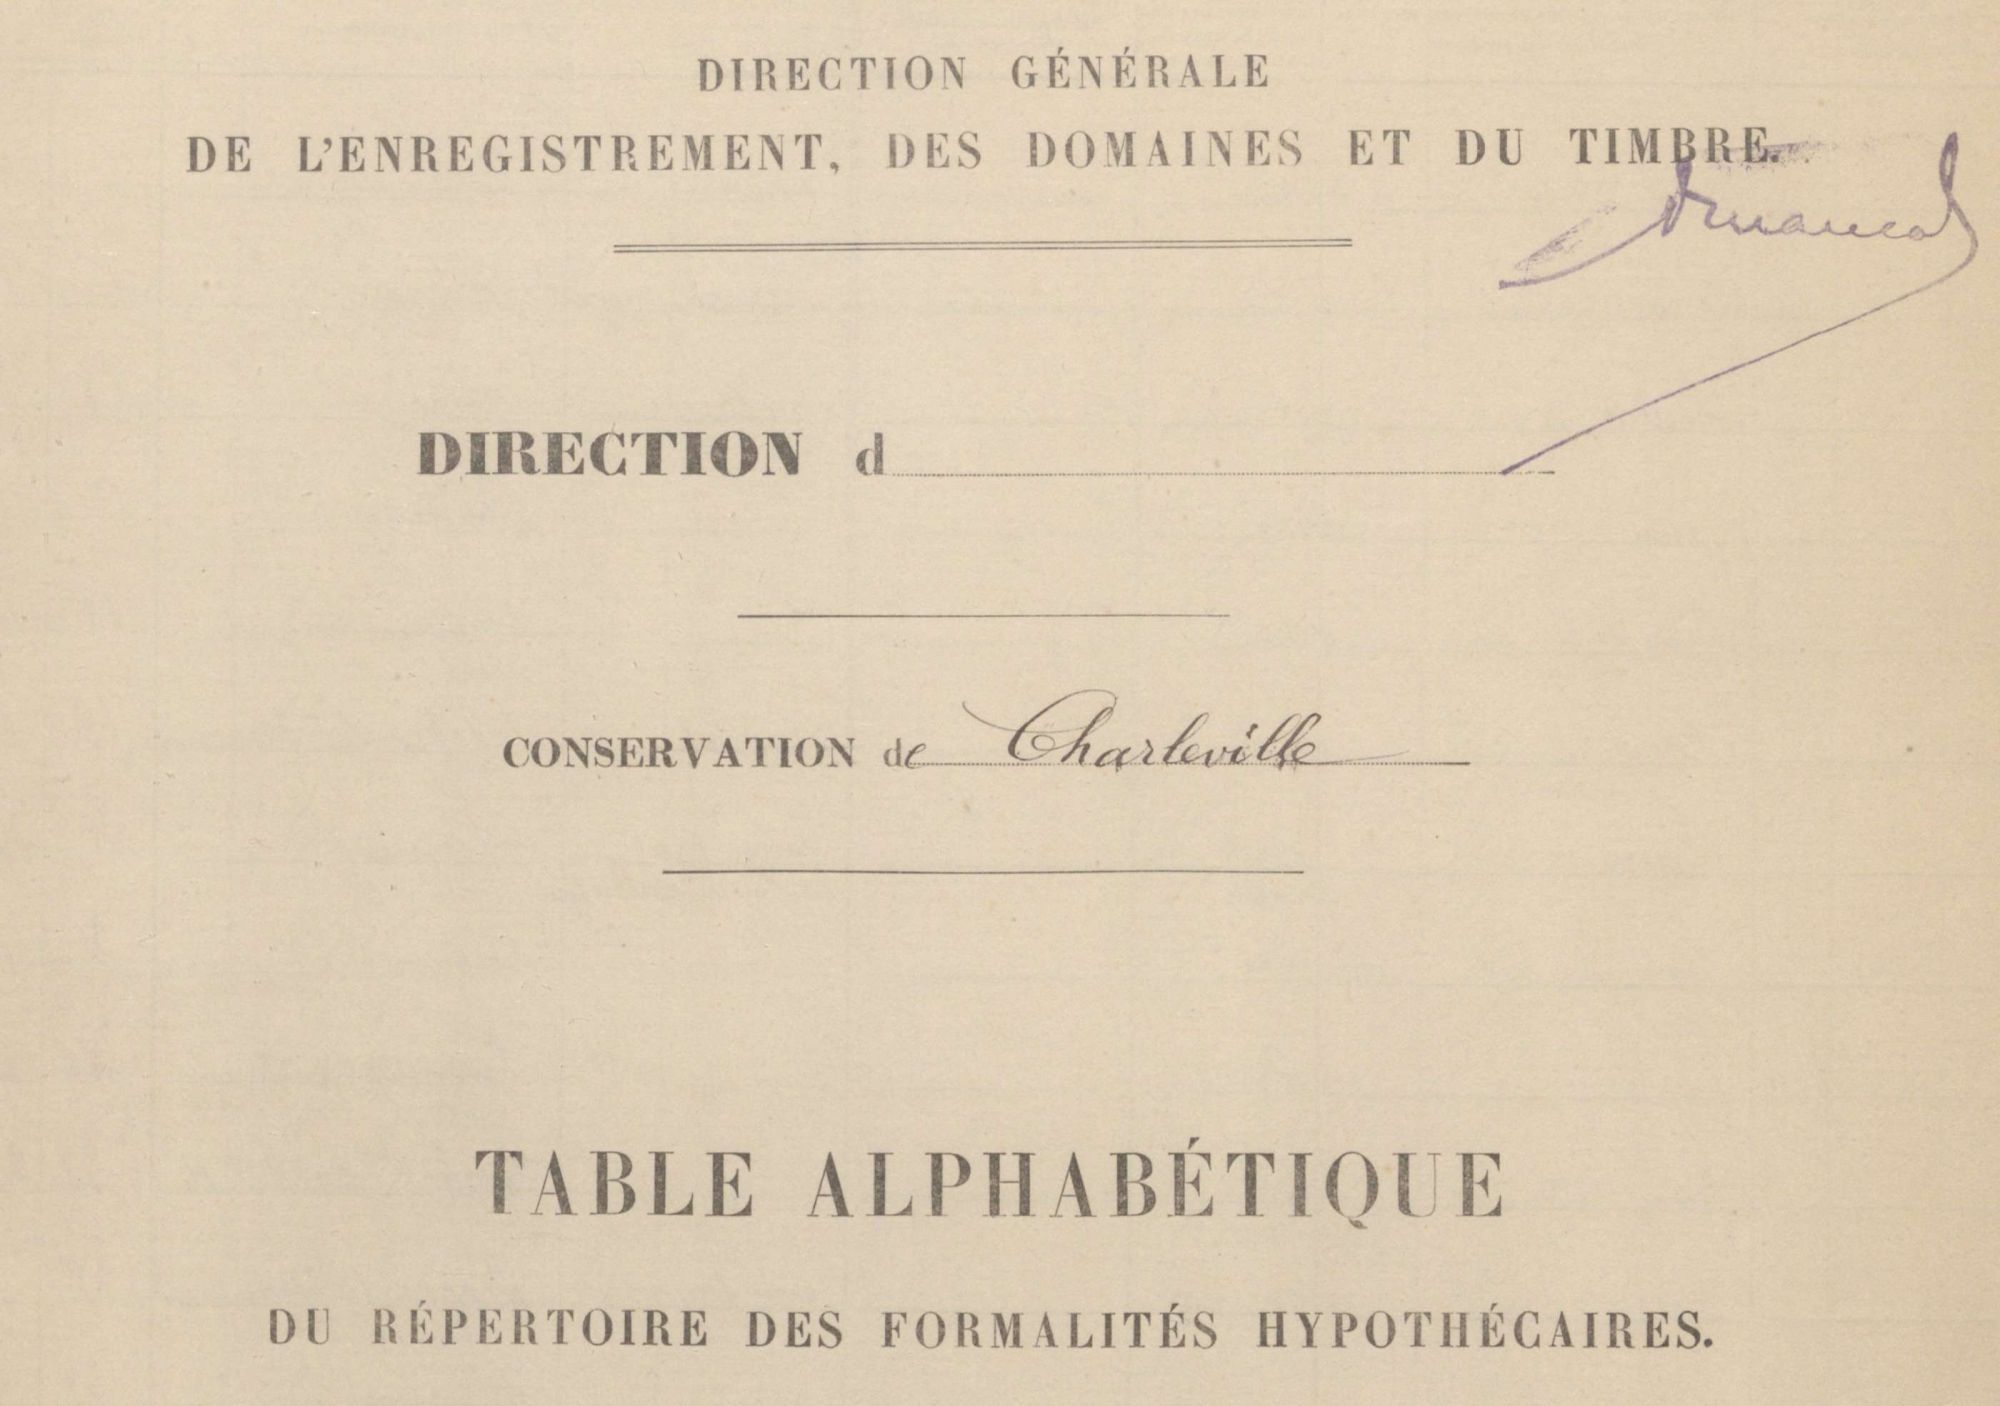 DIRECTION GÉNÉRALE
DE L'ENREGISTREMENT, DES DOMAINES ET DU TIMBRE.
DIRECTION d
CONSERVATION de Charleville
TABLE ALPHABÉTIQUE
DU RÉPERTOIRE DES FORMALITÉS HYPOTHÉCAIRES.